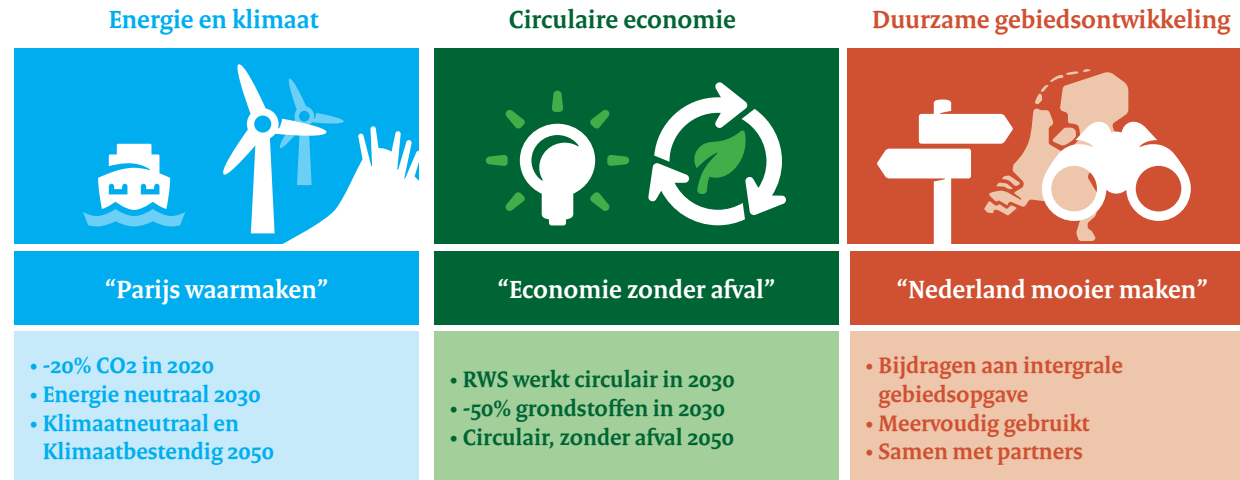 Energie en klimaat
Circulaire economie
Duurzame gebiedsontwikkeling
“Parijs waarmaken”
“Economie zonder afval”
“Nederland mooier maken”
• -20% CO2 in 2020
• Energie neutraal 2030
• Klimaatneutraal en
Klimaatbestendig 2050
• RWS werkt circulair in 2030
• -50% grondstoffen in 2030
• Circulair, zonder afval 2050
• Bijdragen aan intergrale
gebiedsopgave
• Meervoudig gebruikt
• Samen met partners